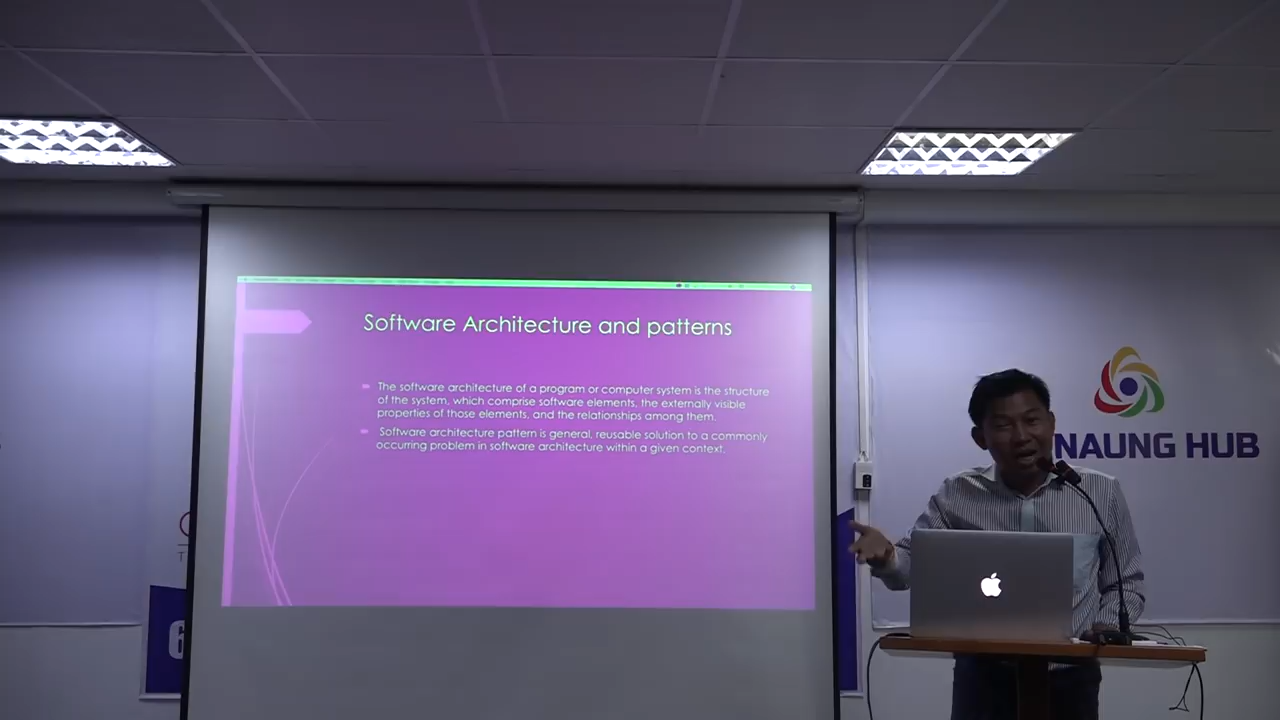 Software Architecture and patterns
The software architecture of a program or computer system is the structure
of the system, which comprise software elements, the externally visible
properties of those elements, and the relationships among them.
Software architecture pattern is general, reusable solution to a commonly
occurring problem in software architecture within a given context.
NAUNG HUB
6